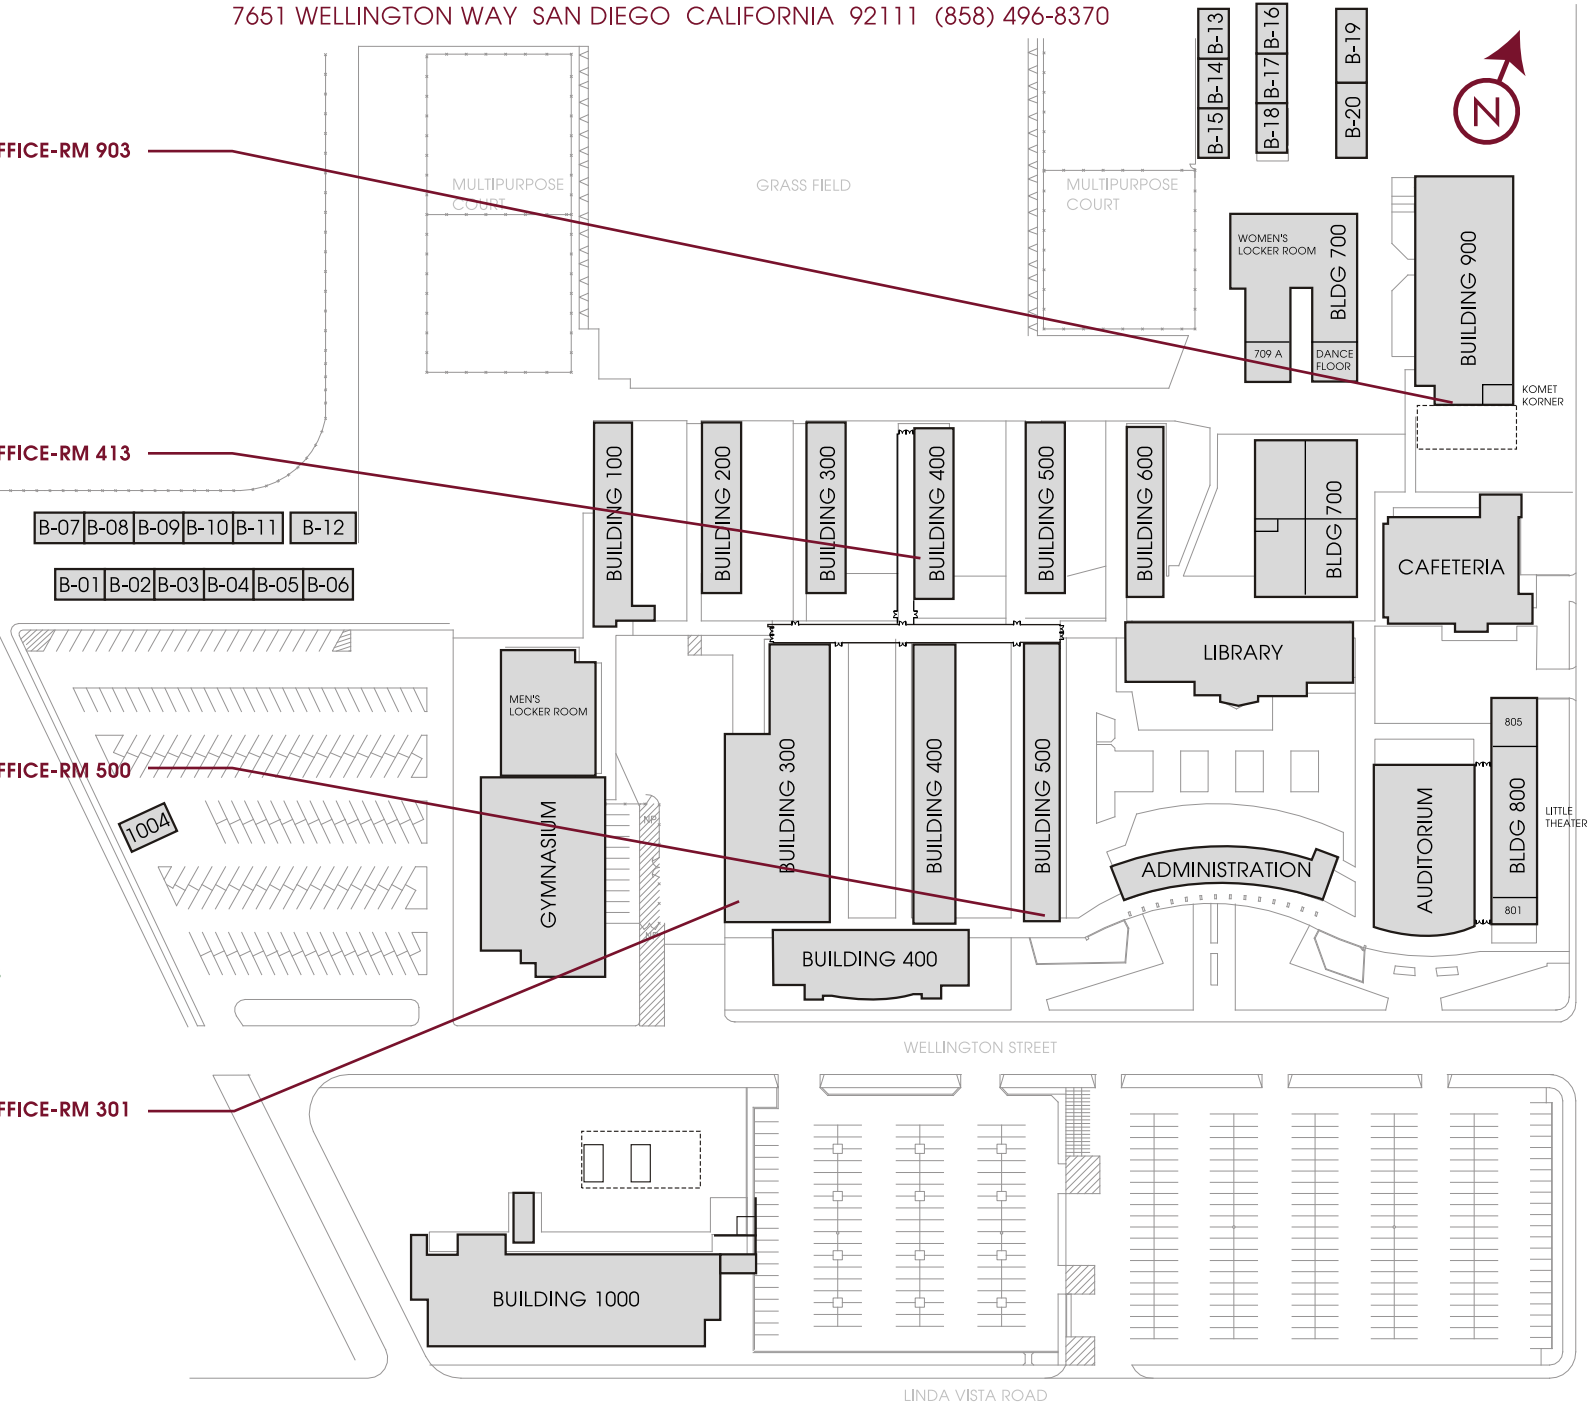 7651 WELLINGTON WAY SAN DIEGO CALIFORNIA 92111 (858) 496-8370
B-13
B-14
B-15
B-16
B-17
B-18
B-19
B-20
N
FFICE-RM 903
MULTIPURPOSE
COURT
GRASS FIELD
MULTIPURPOSE
COURT
WOMEN'S
LOCKER ROOM
BLDG 700
709 A
DANCE
FLOOR
BUILDING 900
KOMET
KORNER
FFICE-RM 413
BUILDING 100
BUILDING 200
BUILDING 300
BUILDING 400
BUILDING 500
BUILDING 600
BLDG 700
CAFETERIA
B-07
B-08
B-09
B-10
B-11
B-12
B-01
B-02
B-03
B-04
B-05
B-06
LIBRARY
MEN'S
LOCKER ROOM
FFICE-RM 500
1004
GYMNASIUM
NP
NP
BUILDING 300
BUILDING 400
BUILDING 500
ADMINISTRATION
AUDITORIUM
805
BLDG 800
801
LITTLE
THEATER
BUILDING 400
WELLINGTON STREET
FFICE-RM 301
BUILDING 1000
LINDA VISTA ROAD